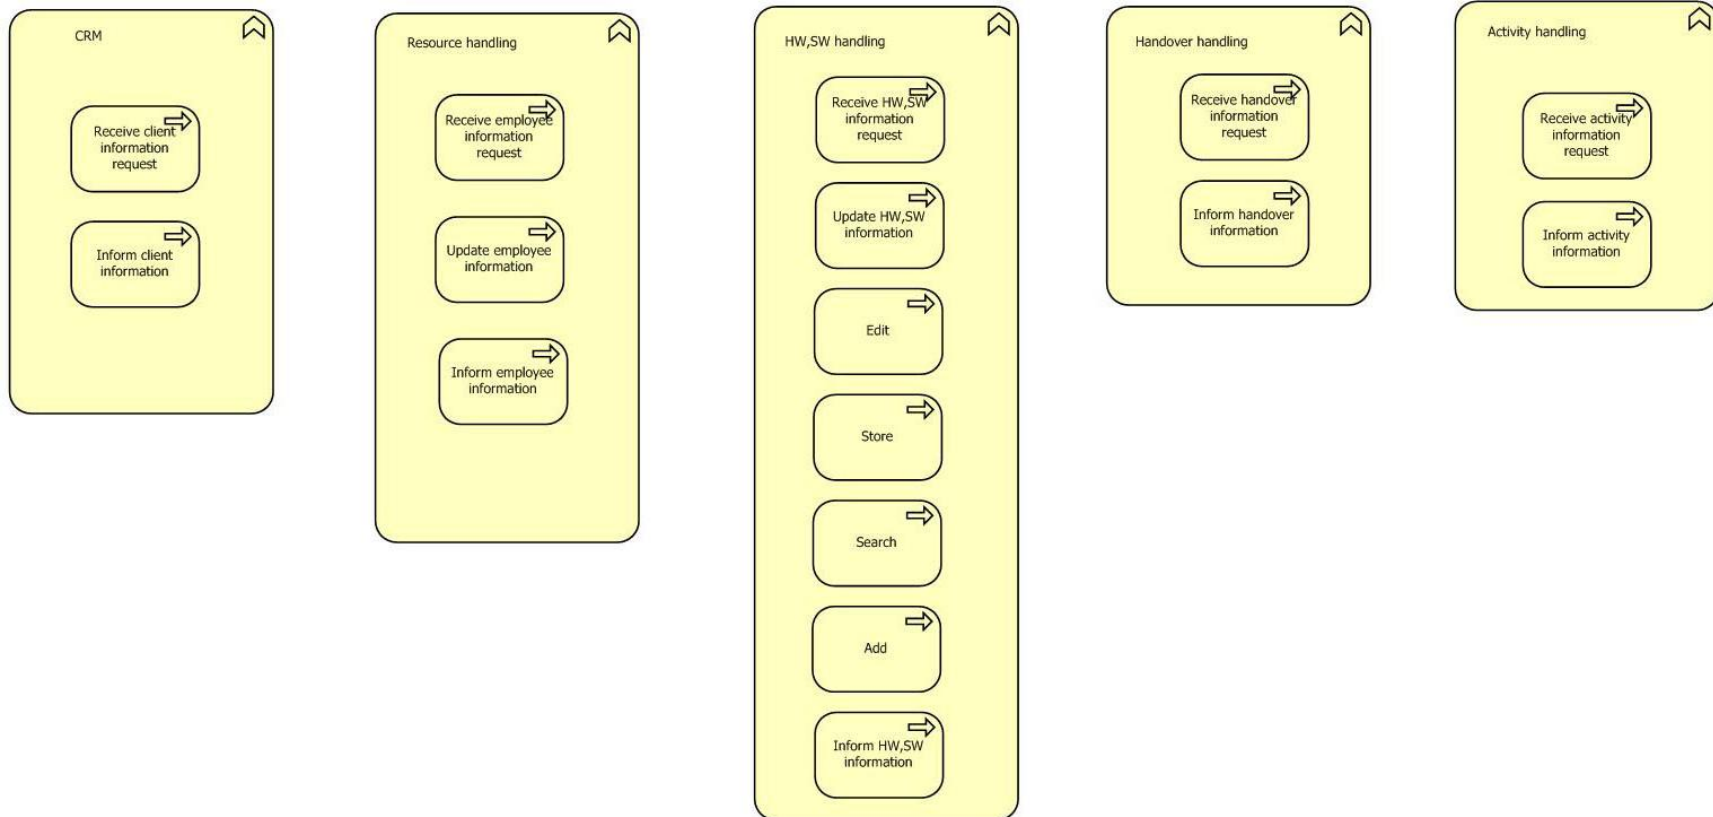 CRM
Receive client
information
request
Inform client
information
Resource handling
Receive employee
information
request
Update employee
information
Inform employee
information
HW,SW handling
Receive HW,SW
information
request
Update HW,SW
information
Edit
Store
Search
Add
Inform HW,SW
information
Handover handling
Receive handover
information
request
Inform handover
information
Activity handling
Receive activity
information
request
Inform activity
information